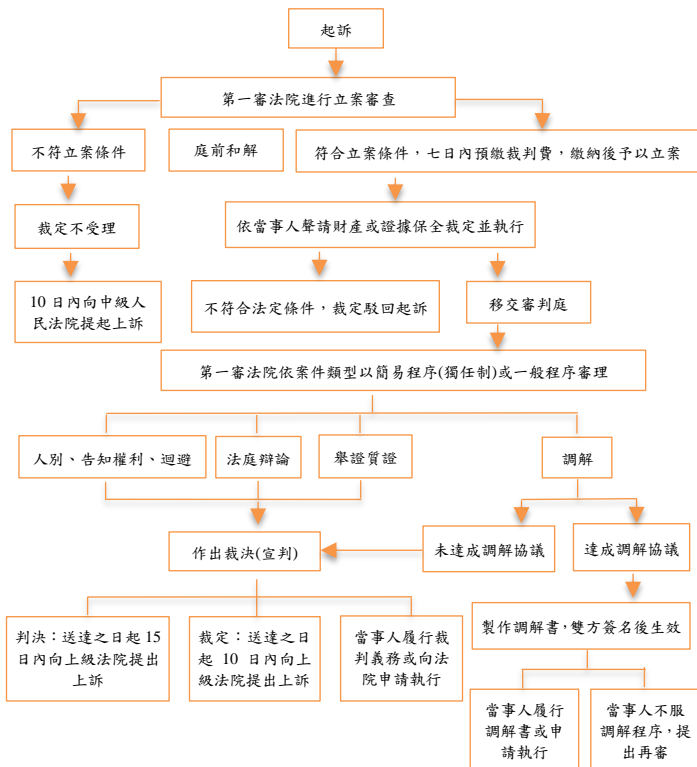 起訴
第一審法院進行立案審查
不符立案條件
庭前和解
符合立案條件，七日內預繳裁判費，繳納後予以立案
裁定不受理
依當事人聲請財產或證據保全裁定並執行
10 日內向中級人
民法院提起上訴
不符合法定條件，裁定駁回起訴
移交審判庭
第一審法院依案件類型以簡易程序(獨任制)或一般程序審理
人別、告知權利、迴避
法庭辯論
舉證質證
調解
作出裁決(宣判)
未達成調解協議
達成調解協議
判決：送達之日起 15
日內向上級法院提出
上訴
裁定：送達之日
起 10 日內向上
級法院提出上訴
當事人履行裁
判義務或向法
院申請執行
製作調解書，雙方簽名後生效
當事人履行
調解書或申
請執行
當事人不服
調解程序，提
出再審